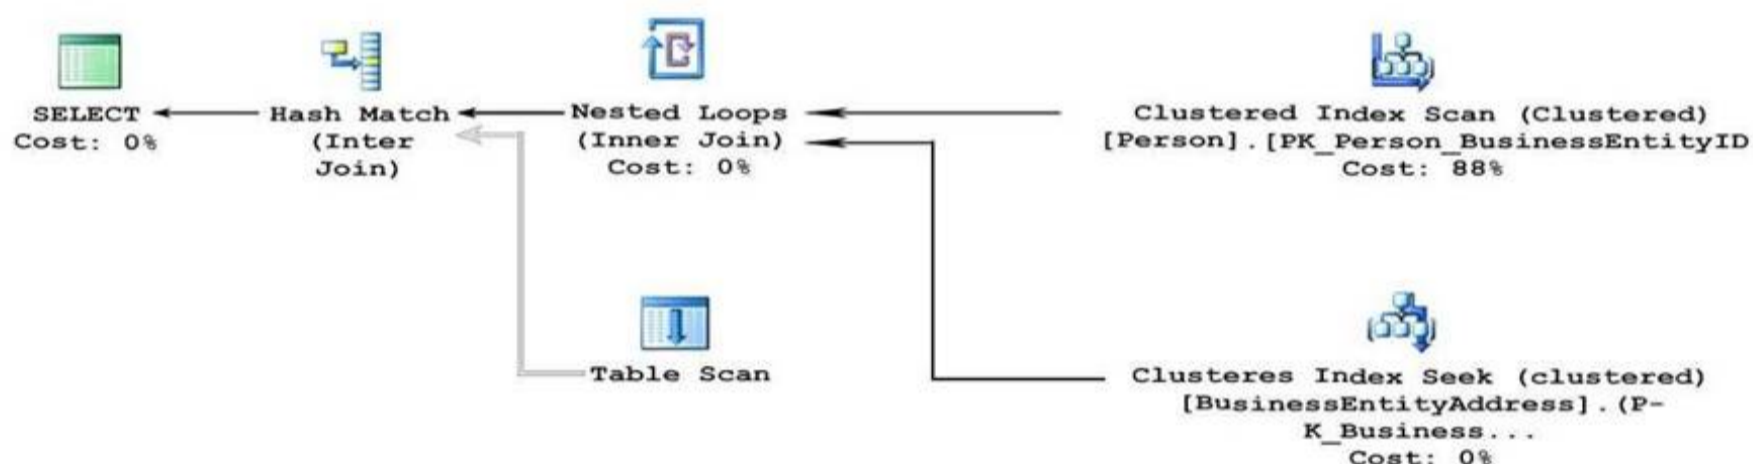 SELECT
Cost: 0%
Hash Match
(Inter
Join)
Nested Loops
(Inner Join)
Cost: 0%
Clustered Index Scan (Clustered)
[Person].[PK_Person_BusinessEntityID
Cost: 88%
Table Scan
Clusteres Index Seek (clustered)
[BusinessEntityAddress].(P-
K_Business...
Cost: 0%